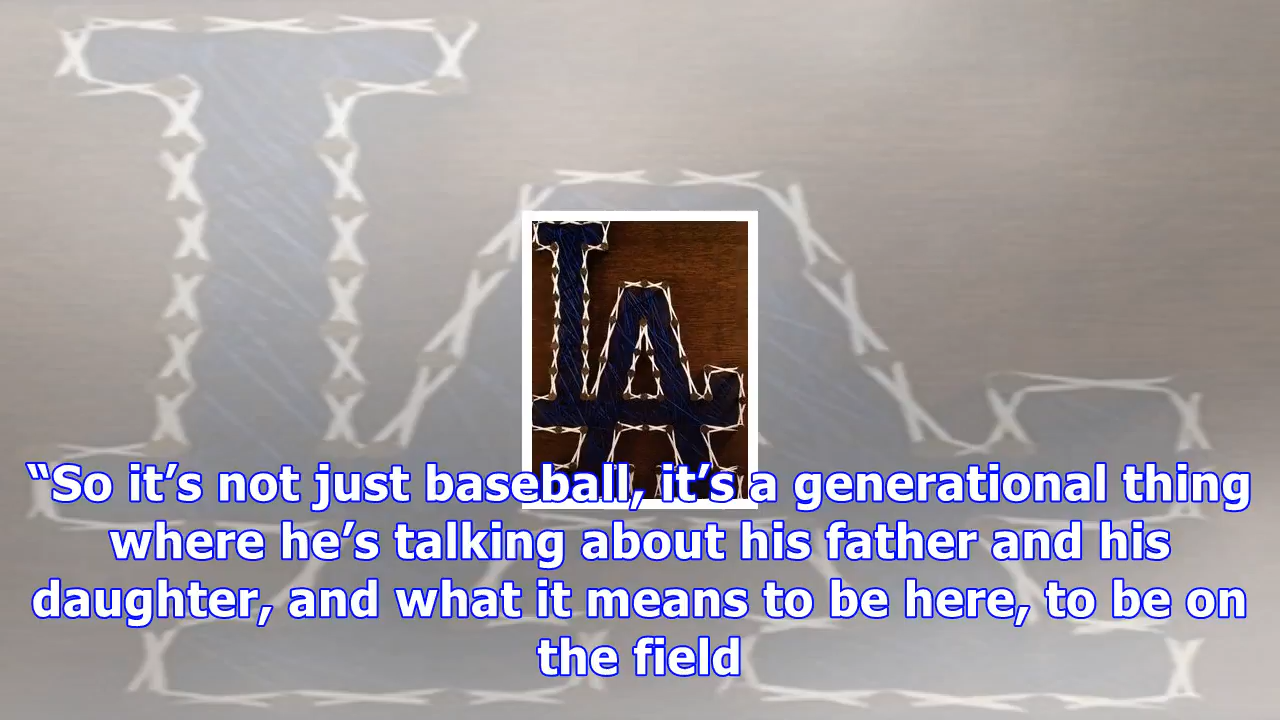 LA
“So it’s not just baseball, it’s a generational thing
where he’s talking about his father and his
daughter, and what it means to be here, to be on
the field